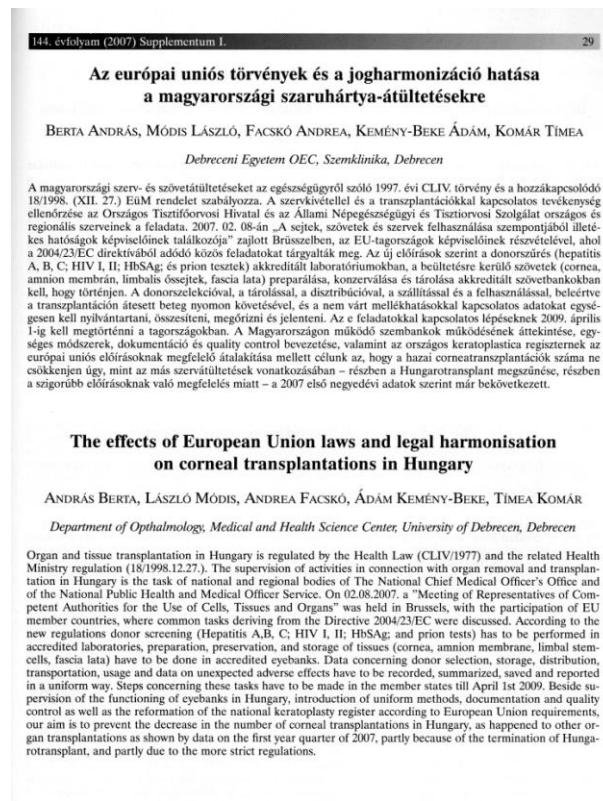 144. évfolyam (2007) Supplementum I. 29
Az európai uniós törvények és a jogharmonizáció hatása
a magyarországi szaruhártya-átültetésekre
BERTA ANDRÁS, MÓDIS LÁSZLÓ, FACSKÓ ANDREA, KEMÉNY-BEKE ÁDÁM, KOMÁR TÍMEA
Debreceni Egyetem OEC, Szemklinika, Debrecen
A magyarországi szerv- és szövetátültetéseket az egészségügyről szóló 1997. évi CLIV. törvény és a hozzákapcsolódó
18/1998. (XII. 27.) EüM rendelet szabályozza. A szervkivétellel és a transzplantációkkal kapcsolatos tevékenység
ellenőrzése az Országos Tisztifőorvosi Hivatal és az Állami Népegészségügyi és Tisztiorvosi Szolgálat országos és
regionális szerveinek a feladata. 2007. 02. 08-án „A sejtek, szövetek és szervek felhasználása szempontjából illeté-
kes hatóságok képviselőinek találkozója” zajlott Brüsszelben, az EU-tagországok képviselőinek részvételével, ahol
a 2004/23/EC direktívából adódó közös feladatokat tárgyalták meg. Az új előírások szerint a donorszűrés (hepatitis
A, B, C; HIV I, II; HbSAg; és prion tesztek) akkreditált laboratóriumokban, a beültetésre kerülő szövetek (cornea,
amnion membrán, limbalis őssejtek, fascia lata) preparálása, konzerválása és tárolása akkreditált szövetbankokban
kell, hogy történjen. A donorszelekcióval, a tárolással, a disztribúcióval, a szállítással és a felhasználással, beleértve
a transzplantáción átesett beteg nyomon követésével, és a nem várt mellékhatásokkal kapcsolatos adatokat egysé-
gesen kell nyilvántartani, összesíteni, megőrizni és jelenteni. Az e feladatokkal kapcsolatos lépéseknek 2009. április
1-ig kell megtörténni a tagországokban. A Magyarországon működő szembankok működésének áttekintése, egy-
séges módszerek, dokumentáció és quality control bevezetése, valamint az országos keratoplastica regiszternek az
európai uniós előírásoknak megfelelő átalakítása mellett célunk az, hogy a hazai corneatranszplantációk száma ne
csökkenjen úgy, mint az más szervátültetések vonatkozásában – részben a Hungarotransplant megszűnése, részben
a szigorúbb előírásoknak való megfelelés miatt – a 2007 első negyedévi adatok szerint már bekövetkezett.
The effects of European Union laws and legal harmonisation
on corneal transplantations in Hungary
ANDRÁS BERTA, LÁSZLÓ MÓDIS, ANDREA FACSKÓ, ÁDÁM KEMÉNY-BEKE, TÍMEA KOMÁR
Department of Opthalmology, Medical and Health Science Center, University of Debrecen, Debrecen
Organ and tissue transplantation in Hungary is regulated by the Health Law (CLIV/1977) and the related Health
Ministry regulation (18/1998.12.27.). The supervision of activities in connection with organ removal and transplan-
tation in Hungary is the task of national and regional bodies of The National Chief Medical Officer's Office and
of the National Public Health and Medical Officer Service. On 02.08.2007. a "Meeting of Representatives of Com-
petent Authorities for the Use of Cells, Tissues and Organs" was held in Brussels, with the participation of EU
member countries, where common tasks deriving from the Directive 2004/23/EC were discussed. According to the
new regulations donor screening (Hepatitis A,B, C; HIV I, II; HbSAg; and prion tests) has to be performed in
accredited laboratories, preparation, preservation, and storage of tissues (cornea, amnion membrane, limbal stem-
cells, fascia lata) have to be done in accredited eyebanks. Data concerning donor selection, storage, distribution,
transportation, usage and data on unexpected adverse effects have to be recorded, summarized, saved and reported
in a uniform way. Steps concerning these tasks have to be made in the member states till April 1st 2009. Beside su-
pervision of the functioning of eyebanks in Hungary, introduction of uniform methods, documentation and quality
control as well as the reformation of the national keratoplasty register according to European Union requirements,
our aim is to prevent the decrease in the number of corneal transplantations in Hungary, as happened to other or-
gan transplantations as shown by data on the first year quarter of 2007, partly because of the termination of Hunga-
rotransplant, and partly due to the more strict regulations.